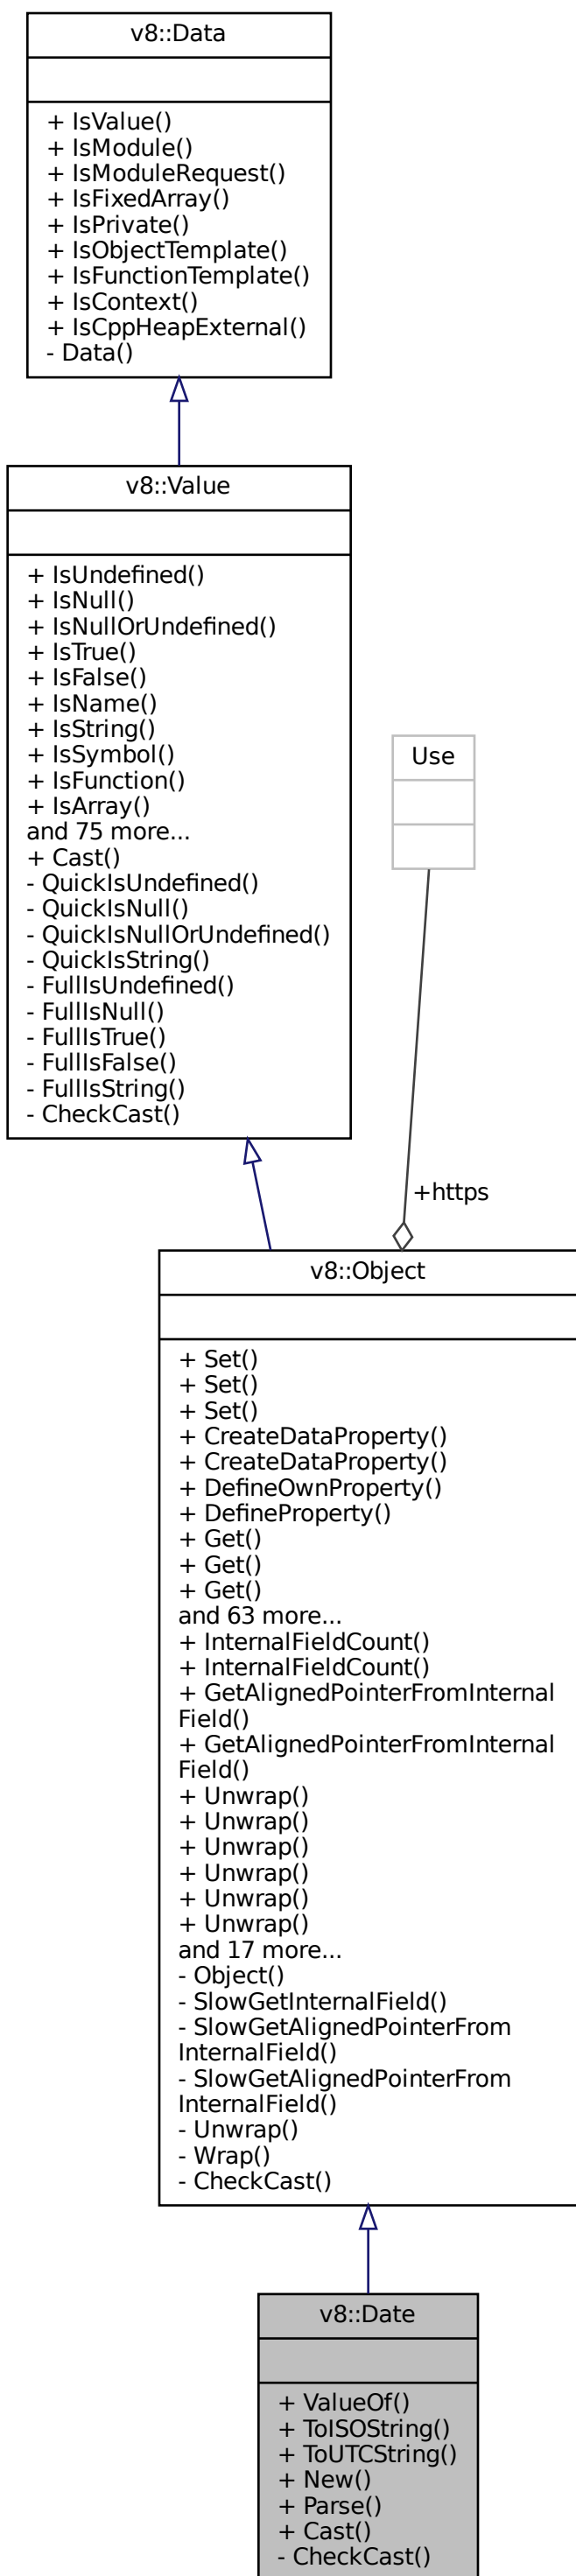 v8::Data
+ IsValue()
+ IsModule()
+ IsModuleRequest()
+ IsFixedArray()
+ IsPrivate()
+ IsObjectTemplate()
+ IsFunctionTemplate()
+ IsContext()
+ IsCppHeapExternal()
- Data()
v8::Value
+ IsUndefined()
+ IsNull()
+ IsNullOrUndefined()
+ IsTrue()
+ IsFalse()
+ IsName()
+ IsString()
+ IsSymbol()
+ IsFunction()
+ IsArray()
and 75 more...
+ Cast()
- QuickIsUndefined()
- QuickIsNull()
- QuickIsNullOrUndefined()
- QuickIsString()
- FullIsUndefined()
- FullIsNull()
- FullIsTrue()
- FullIsFalse()
- FullIsString()
- CheckCast()
Use
+https
v8::Object
+ Set()
+ Set()
+ Set()
+ CreateDataProperty()
+ CreateDataProperty()
+ DefineOwnProperty()
+ DefineProperty()
+ Get()
+ Get()
+ Get()
and 63 more...
+ InternalFieldCount()
+ InternalFieldCount()
+ GetAlignedPointerFromInternal
Field()
+ GetAlignedPointerFromInternal
Field()
+ Unwrap()
+ Unwrap()
+ Unwrap()
+ Unwrap()
+ Unwrap()
+ Unwrap()
and 17 more...
- Object()
- SlowGetInternalField()
- SlowGetAlignedPointerFrom
InternalField()
- SlowGetAlignedPointerFrom
InternalField()
- Unwrap()
- Wrap()
- CheckCast()
v8::Date
+ ValueOf()
+ ToISOString()
+ ToUTCString()
+ New()
+ Parse()
+ Cast()
- CheckCast()